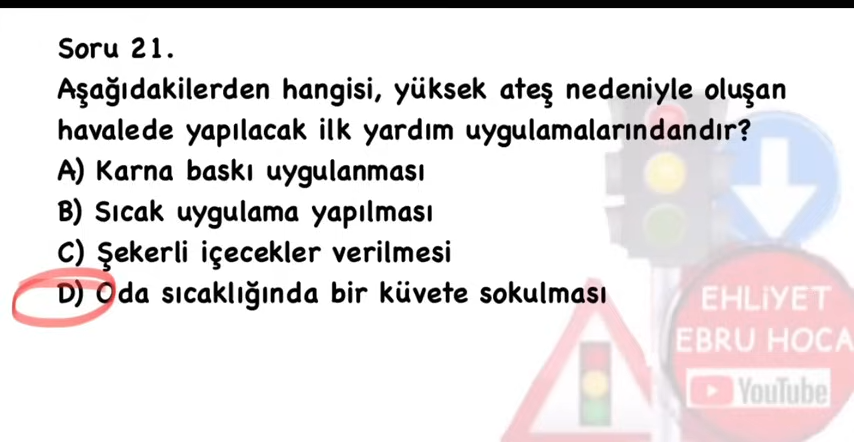 Soru 21.
Aşağıdakilerden hangisi, yüksek ateş nedeniyle oluşan
havalede yapılacak ilk yardım uygulamalarındandır?
A) Karna baskı uygulanması
B) Sıcak uygulama yapılması
C) Şekerli içecekler verilmesi
D) Oda sıcaklığında bir küvete sokulması
EHLİYET
EBRU HOCA
YouTube